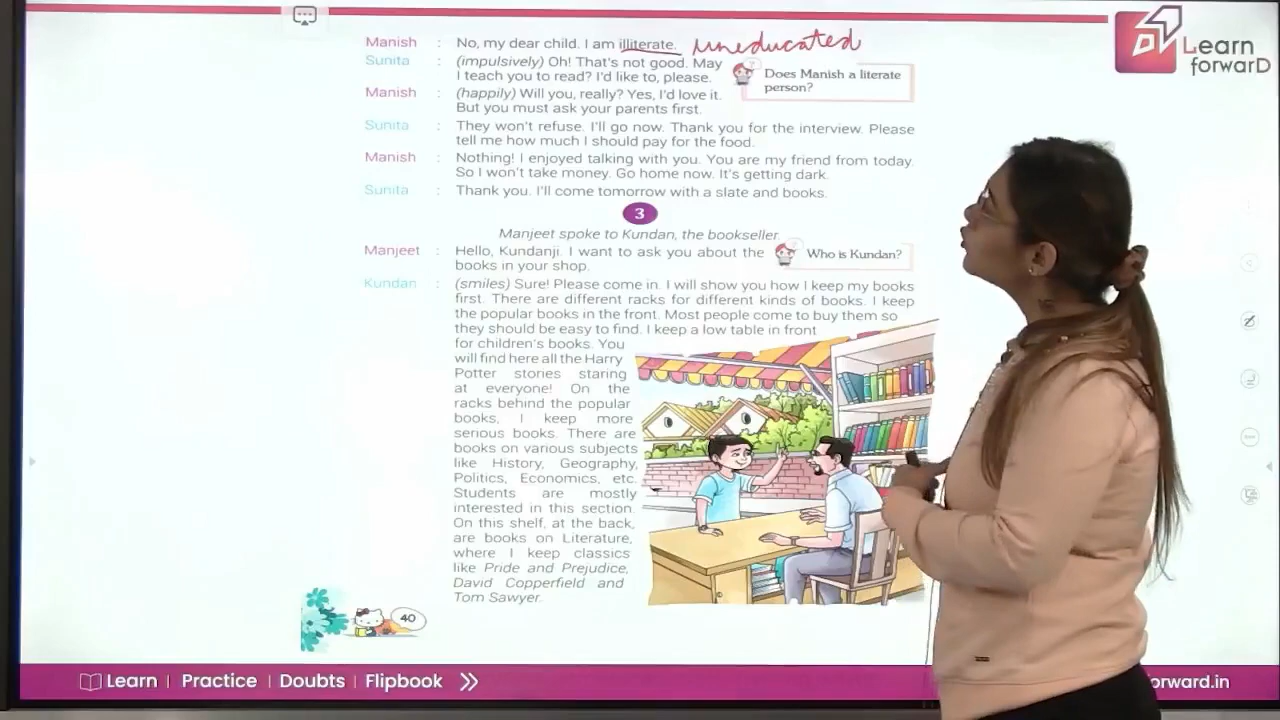 Manish : No, my dear child. I am illiterate. uneducated
Sunita : (impulsively) Oh! That's not good. May
I teach you to read? I'd like to, please.
Does Manish a literate
person?
Manish : (happily) Will you, really? Yes, I'd love it.
But you must ask your parents first.
Sunita : They won't refuse. I'll go now. Thank you for the interview. Please
tell me how much I should pay for the food.
Manish : Nothing! I enjoyed talking with you. You are my friend from today.
So I won't take money. Go home now. It's getting dark.
Sunita : Thank you. I'll come tomorrow with a slate and books.
3
Manjeet spoke to Kundan, the bookseller.
Manjeet : Hello, Kundanji. I want to ask you about the
books in your shop.
Who is Kundan?
Kundan : (smiles) Sure! Please come in. I will show you how I keep my books
first. There are different racks for different kinds of books. I keep
the popular books in the front. Most people come to buy them so
they should be easy to find. I keep a low table in front
for children's books. You
will find here all the Harry
Potter stories staring
at everyone! On the
racks behind the popular
books, I keep more
serious books. There are
books on various subjects
like History, Geography,
Politics, Economics, etc.
Students are mostly
interested in this section.
On this shelf, at the back,
are books on Literature,
where I keep classics
like Pride and Prejudice,
David Copperfield and
Tom Sawyer.
40
Learn
forwarD
Learn | Practice | Doubts | Flipbook
orward.in